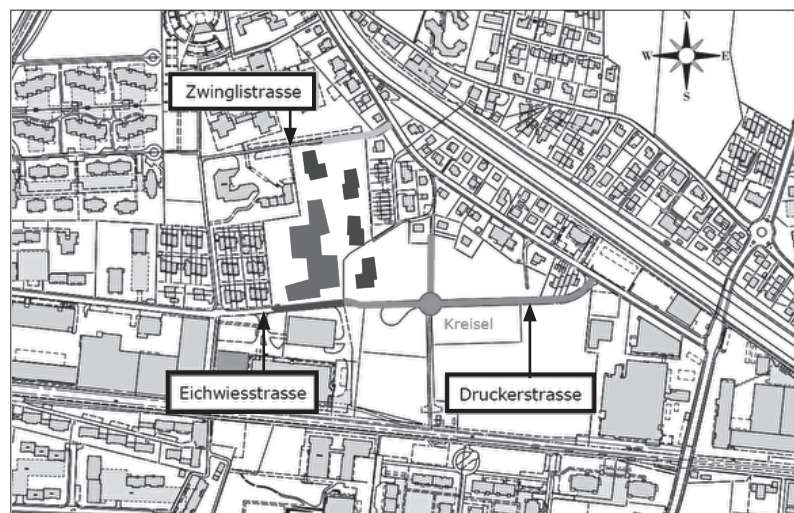 N
W E
S
Zwinglistrasse
Kreisel
Eichwiesstrasse
Druckerstrasse